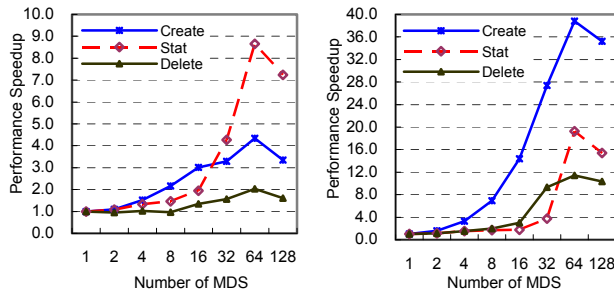 Performance Speedup
10.0
9.0
8.0
7.0
6.0
5.0
4.0
3.0
2.0
1.0
0.0
Create
Stat
Delete
1 2 4 8 16 32 64 128
Number of MDS
Performance Speedup
40.0
36.0
32.0
28.0
24.0
20.0
16.0
12.0
8.0
4.0
0.0
Create
Stat
Delete
1 2 4 8 16 32 64 128
Number of MDS